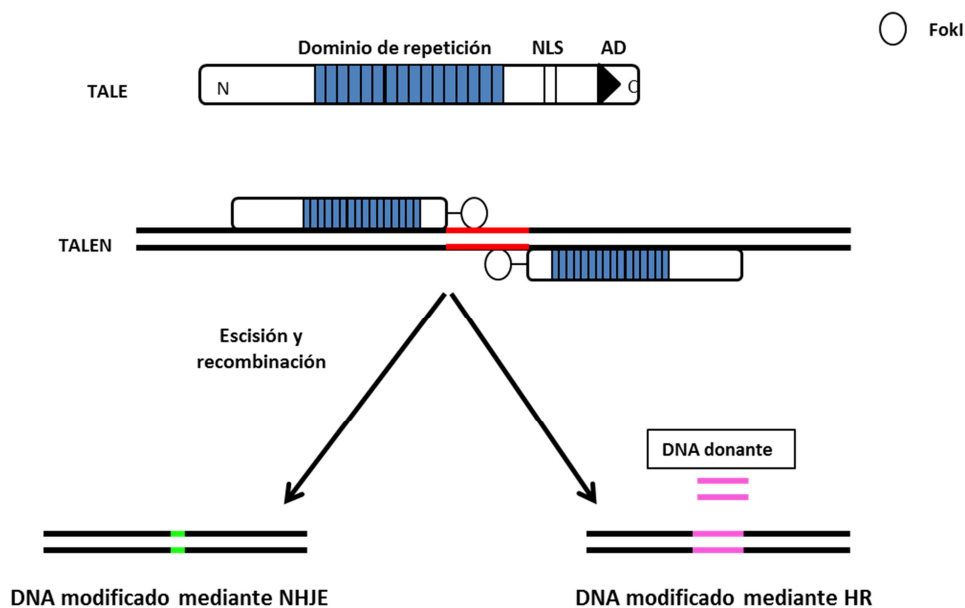 FokI
Dominio de repetición NLS AD
TALE
N C
TALEN
Escisión y
recombinación
DNA donante
DNA modificado mediante NHJE
DNA modificado mediante HR